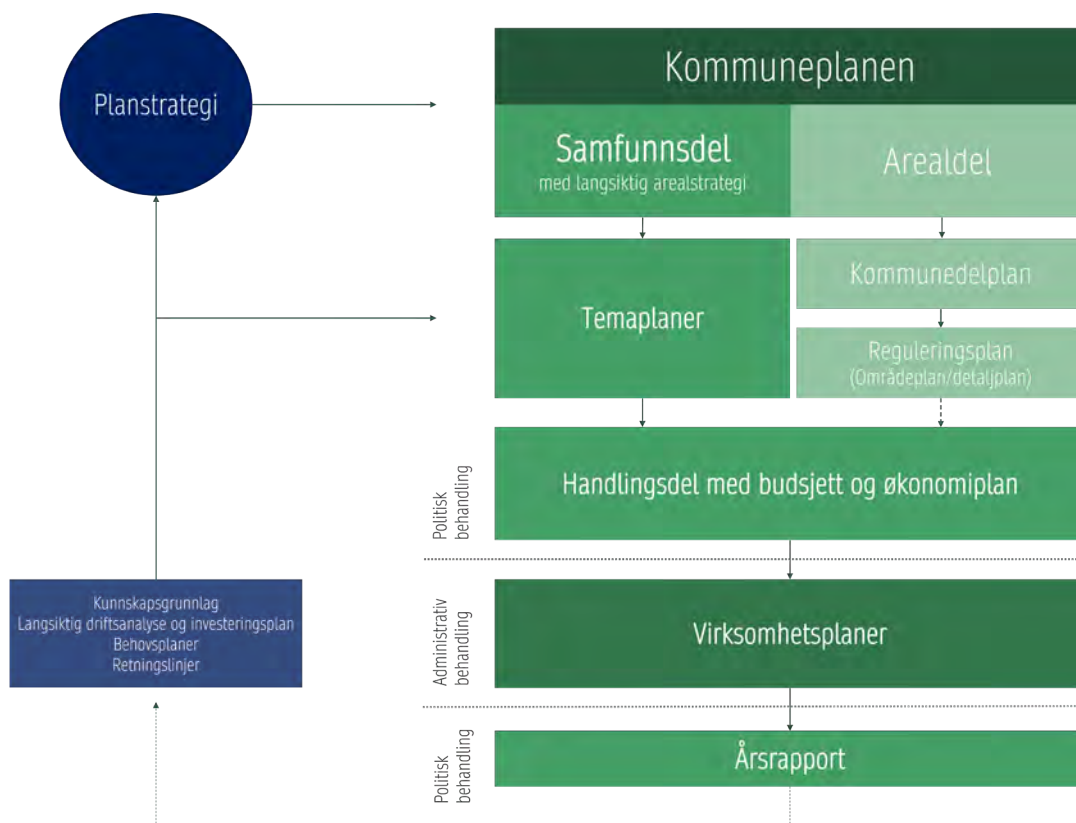 Planstrategi
Kommuneplanen
Samfunnsdel
med langsiktig arealstrategi
Arealdel
Temaplaner
Kommunedelplan
Reguleringsplan
(Områdeplan/detaljplan)
Politisk
behandling
Handlingsdel med budsjett og økonomiplan
Kunnskapsgrunnlag
Langsiktig driftsanalyse og investeringsplan
Behovsplaner
Retningslinjer
Administrativ
behandling
Virksomhetsplaner
Politisk
behandling
Årsrapport